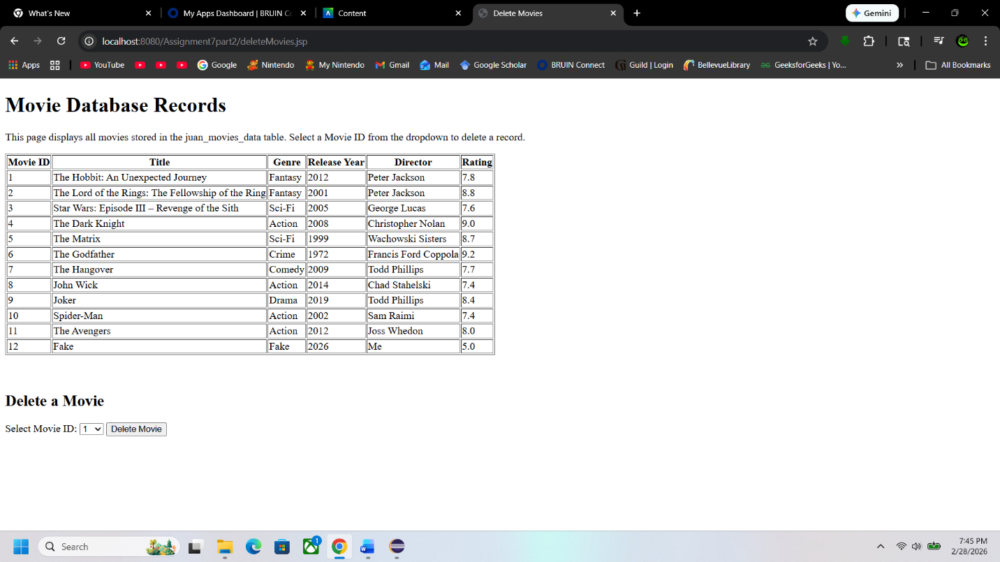 What's New
My Apps Dashboard | BRUIN Co
Content
Delete Movies
Gemini
localhost:8080/Assignment7part2/deleteMovies.jsp
Apps YouTube Google Nintendo My Nintendo Gmail Mail Google Scholar BRUIN Connect Guild | Login BellevueLibrary GeeksforGeeks | Yo... » All Bookmarks
Movie Database Records
This page displays all movies stored in the juan_movies_data table. Select a Movie ID from the dropdown to delete a record.
Movie ID Title Genre Release Year Director Rating
1 The Hobbit: An Unexpected Journey Fantasy 2012 Peter Jackson 7.8
2 The Lord of the Rings: The Fellowship of the Ring Fantasy 2001 Peter Jackson 8.8
3 Star Wars: Episode III – Revenge of the Sith Sci-Fi 2005 George Lucas 7.6
4 The Dark Knight Action 2008 Christopher Nolan 9.0
5 The Matrix Sci-Fi 1999 Wachowski Sisters 8.7
6 The Godfather Crime 1972 Francis Ford Coppola 9.2
7 The Hangover Comedy 2009 Todd Phillips 7.7
8 John Wick Action 2014 Chad Stahelski 7.4
9 Joker Drama 2019 Todd Phillips 8.4
10 Spider-Man Action 2002 Sam Raimi 7.4
11 The Avengers Action 2012 Joss Whedon 8.0
12 Fake Fake 2026 Me 5.0
Delete a Movie
Select Movie ID: 1 Delete Movie
Search 1 7:45 PM
2/28/2026